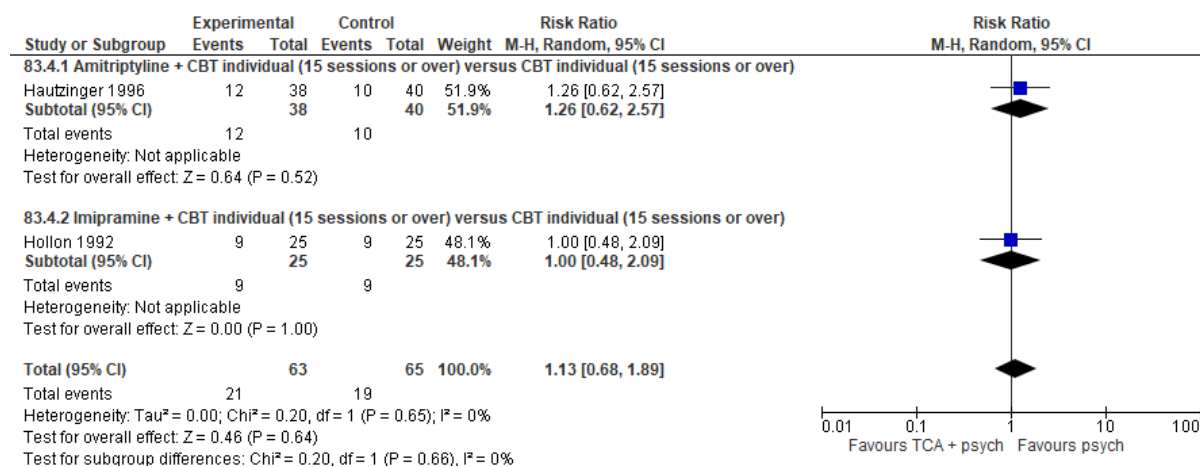 Experimental Control Risk Ratio Risk Ratio
Study or Subgroup Events Total Events Total Weight M-H, Random, 95% CI M-H, Random, 95% CI
83.4.1 Amitriptyline + CBT individual (15 sessions or over) versus CBT individual (15 sessions or over)
Hautzinger 1996 12 38 10 40 51.9% 1.26 [0.62, 2.57]
Subtotal (95% CI) 38 40 51.9% 1.26 [0.62, 2.57]
Total events 12 10
Heterogeneity: Not applicable
Test for overall effect: Z = 0.64 (P = 0.52)
83.4.2 Imipramine + CBT individual (15 sessions or over) versus CBT individual (15 sessions or over)
Hollon 1992 9 25 9 25 48.1% 1.00 [0.48, 2.09]
Subtotal (95% CI) 25 25 48.1% 1.00 [0.48, 2.09]
Total events 9 9
Heterogeneity: Not applicable
Test for overall effect: Z = 0.00 (P = 1.00)
Total (95% CI) 63 65 100.0% 1.13 [0.68, 1.89]
Total events 21 19
Heterogeneity: Tau² = 0.00; Chi² = 0.20, df = 1 (P = 0.65); I² = 0%
Test for overall effect: Z = 0.46 (P = 0.64)
Test for subgroup differences: Chi² = 0.20, df = 1 (P = 0.66), I² = 0%
0.01 0.1 1 10 100
Favours TCA + psych Favours psych